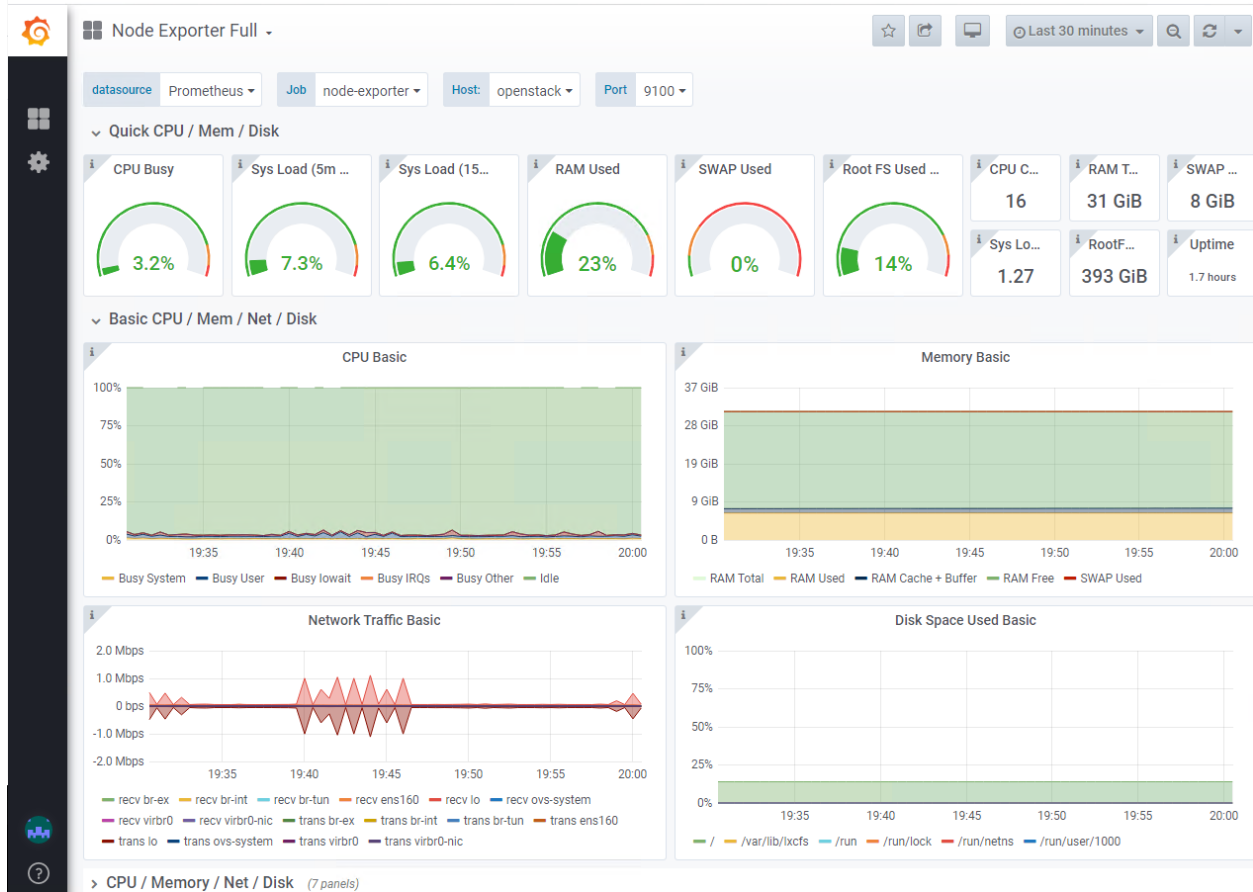 Node Exporter Full
Last 30 minutes
datasource Prometheus Job node-exporter Host: openstack Port 9100
Quick CPU / Mem / Disk
CPU Busy
3.2%
Sys Load (5m ...
7.3%
Sys Load (15...
6.4%
RAM Used
23%
SWAP Used
0%
Root FS Used ...
14%
CPU C...
16
RAM T...
31 GiB
SWAP ...
8 GiB
Sys Lo...
1.27
RootF...
393 GiB
Uptime
1.7 hours
Basic CPU / Mem / Net / Disk
CPU Basic
100%
75%
50%
25%
0%
19:35 19:40 19:45 19:50 19:55 20:00
Busy System Busy User Busy Iowait Busy IRQs Busy Other Idle
Memory Basic
37 GiB
28 GiB
19 GiB
9 GiB
0 B
19:35 19:40 19:45 19:50 19:55 20:00
RAM Total RAM Used RAM Cache + Buffer RAM Free SWAP Used
Network Traffic Basic
2.0 Mbps
1.0 Mbps
0 bps
-1.0 Mbps
-2.0 Mbps
19:35 19:40 19:45 19:50 19:55 20:00
recv br-ex recv br-int recv br-tun recv ens160 recv lo recv ovs-system
recv virbr0 recv virbr0-nic trans br-ex trans br-int trans br-tun trans ens160
trans lo trans ovs-system trans virbr0 trans virbr0-nic
Disk Space Used Basic
100%
75%
50%
25%
0%
19:35 19:40 19:45 19:50 19:55 20:00
/ /var/lib/lxcfs /run /run/lock /run/netns /run/user/1000
CPU / Memory / Net / Disk (7 panels)